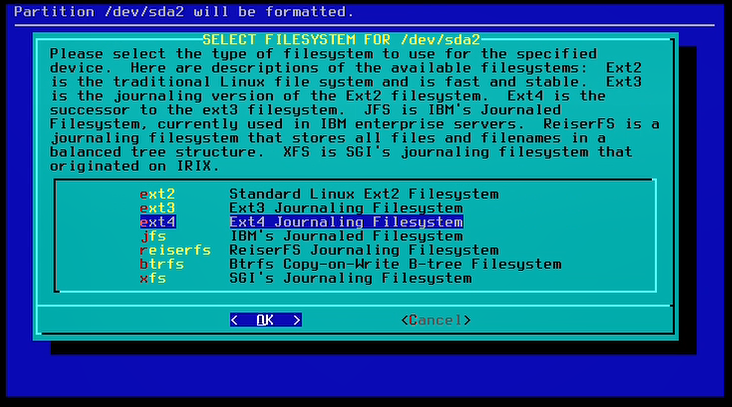 Partition /dev/sda2 will be formatted.
SELECT FILESYSTEM FOR /dev/sda2
Please select the type of filesystem to use for the specified
device.  Here are descriptions of the available filesystems:  Ext2
is the traditional Linux file system and is fast and stable.  Ext3
is the journaling version of the Ext2 filesystem.  Ext4 is the
successor to the ext3 filesystem.  JFS is IBM's Journaled
Filesystem, currently used in IBM enterprise servers.  ReiserFS is a
journaling filesystem that stores all files and filenames in a
balanced tree structure.  XFS is SGI's journaling filesystem that
originated on IRIX.
ext2 Standard Linux Ext2 Filesystem
ext3 Ext3 Journaling Filesystem
ext4 Ext4 Journaling Filesystem
jfs IBM's Journaled Filesystem
reiserfs ReiserFS Journaling Filesystem
btrfs Btrfs Copy-on-Write B-tree Filesystem
xfs SGI's Journaling Filesystem
<  OK  > <Cancel>